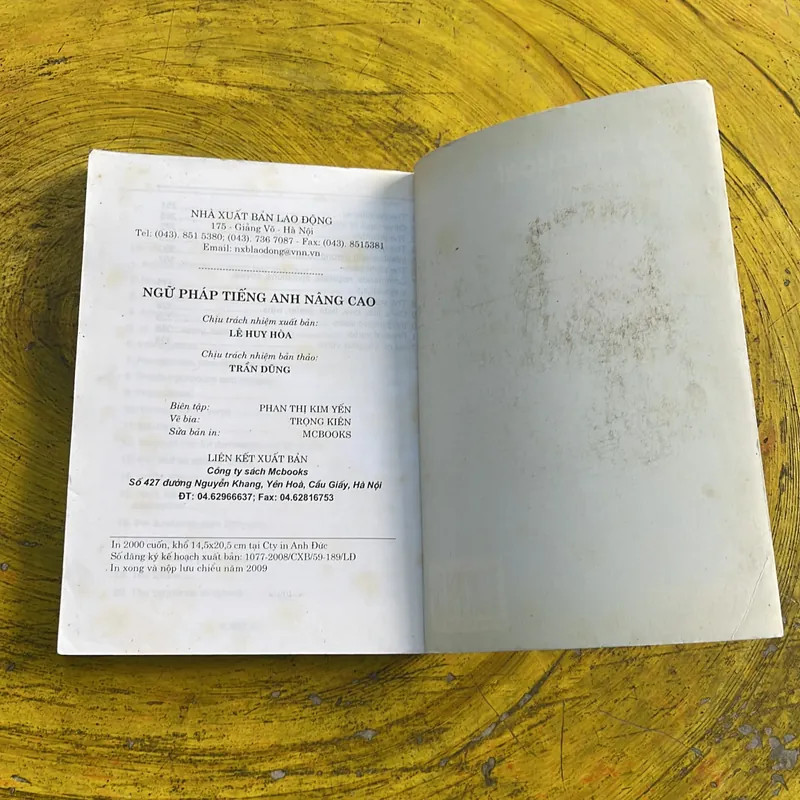 NHÀ XUẤT BẢN LAO ĐỘNG
175 - Giảng Võ - Hà Nội
Tel: (043). 851 5380; (043). 736 7087 - Fax: (043). 8515381
Email: nxblaodong@vnn.vn
NGỮ PHÁP TIẾNG ANH NÂNG CAO
Chịu trách nhiệm xuất bản:
LÊ HUY HÒA
Chịu trách nhiệm bản thảo:
TRẦN DŨNG
Biên tập: PHAN THỊ KIM YẾN
Vẽ bìa: TRỌNG KIÊN
Sửa bản in: MCBOOKS
LIÊN KẾT XUẤT BẢN
Công ty sách Mcbooks
Số 427 đường Nguyễn Khang, Yên Hoà, Cầu Giấy, Hà Nội
ĐT: 04.62966637; Fax: 04.62816753
In 2000 cuốn, khổ 14,5x20,5 cm tại Cty in Anh Đức
Số đăng ký kế hoạch xuất bản: 1077-2008/CXB/59-189/LĐ
In xong và nộp lưu chiểu năm 2009